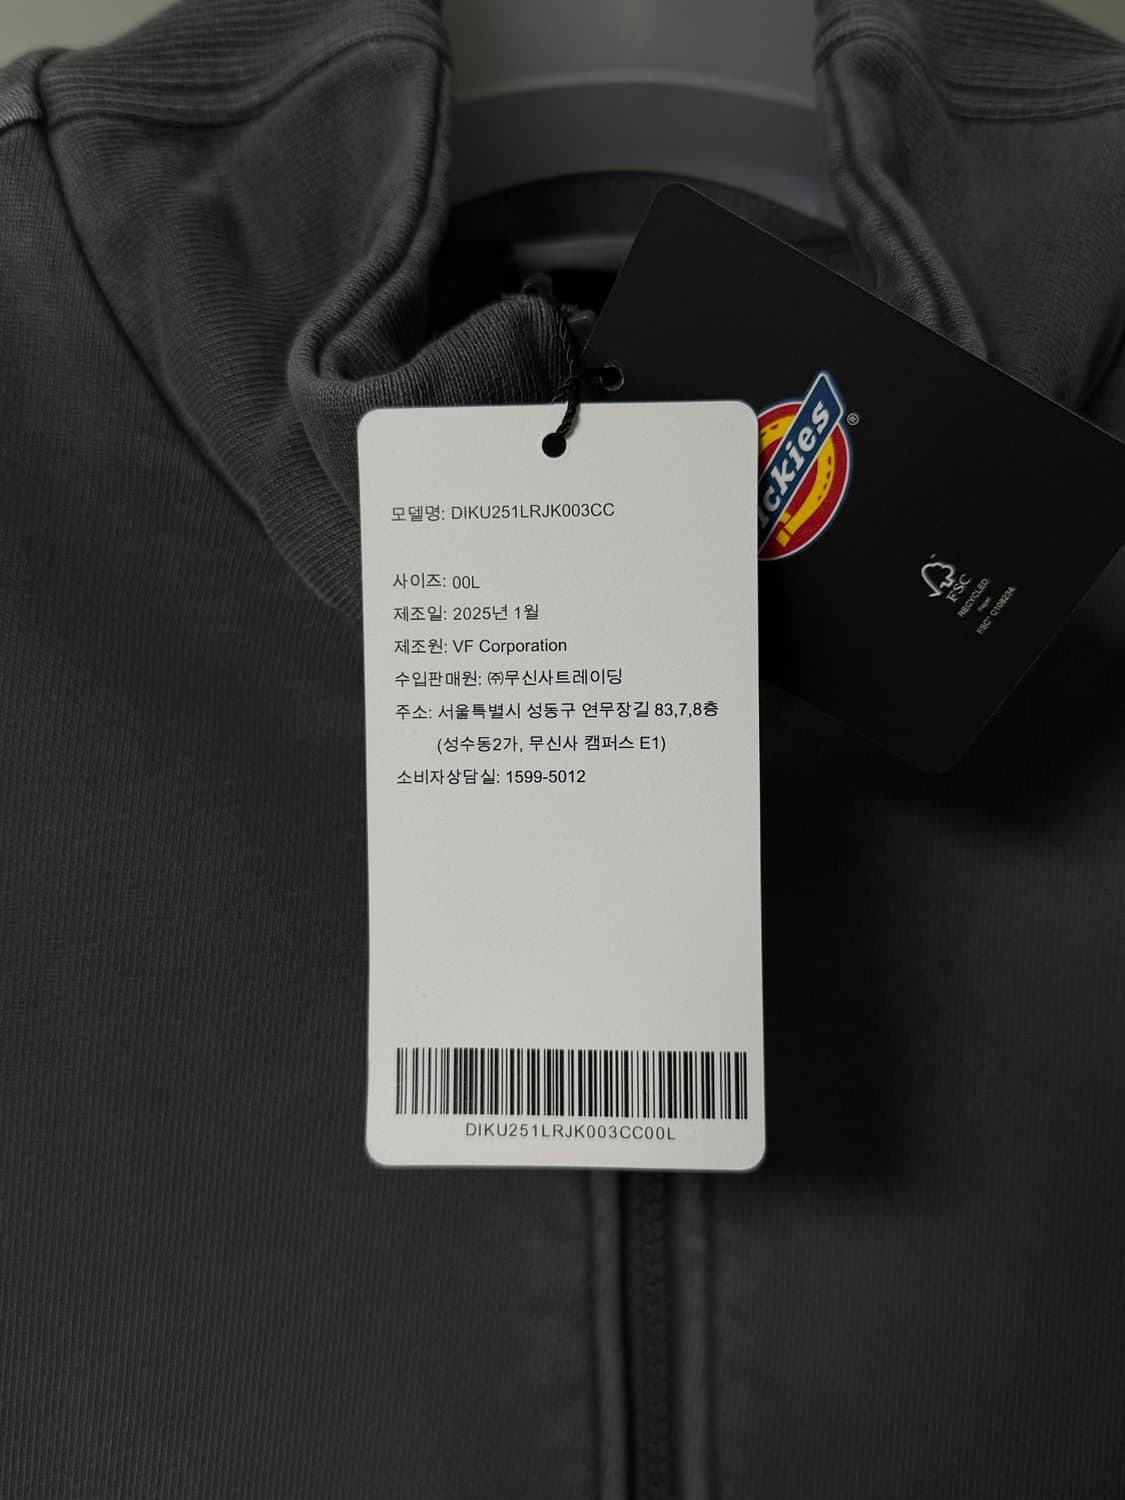 모델명: DIKU251LRJK003CC
사이즈: 00L
제조일: 2025년 1월
제조원: VF Corporation
수입판매원: ㈜무신사트레이딩
주소: 서울특별시 성동구 연무장길 83,7,8층
(성수동2가, 무신사 캠퍼스 E1)
소비자상담실: 1599-5012
DIKU251LRJK003CC00L
ickies®
FSC
RECYCLED
Paper
FSC™ C108234